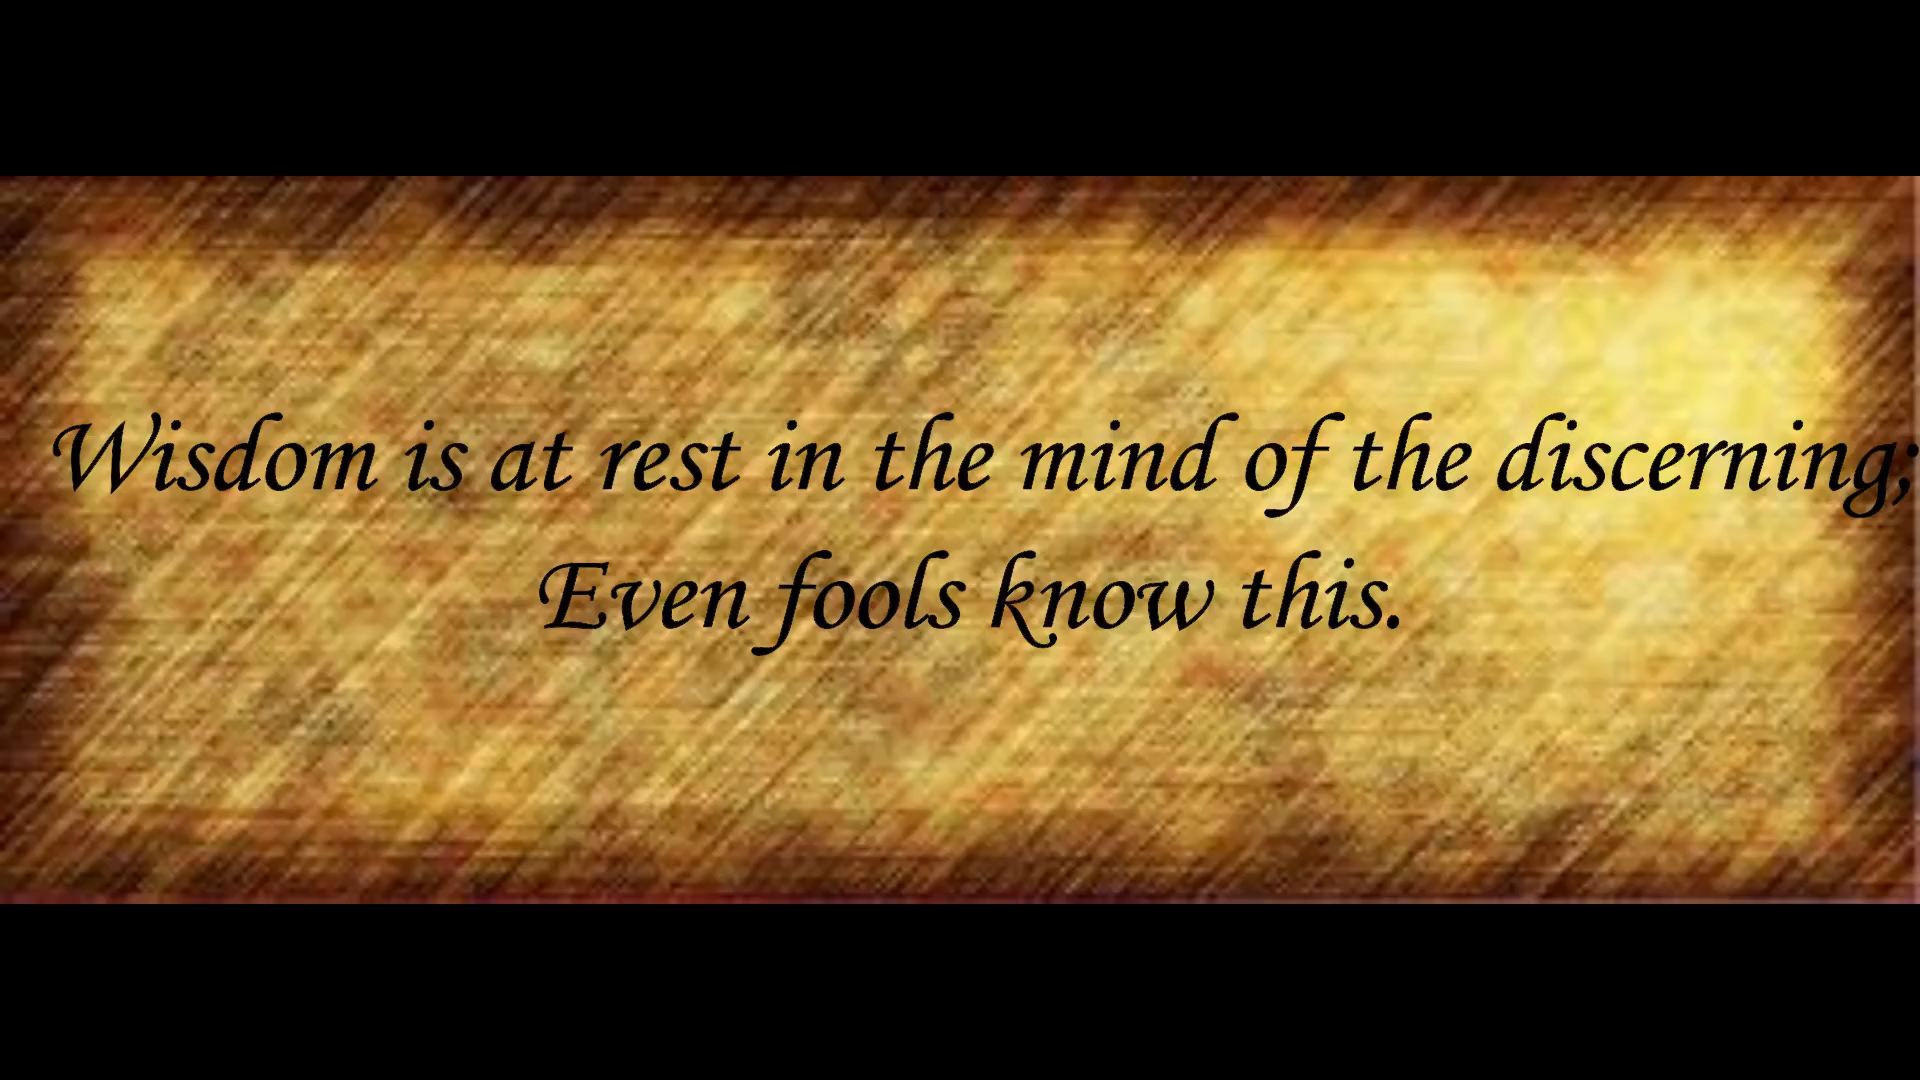 Wisdom is at rest in the mind of the discerning;
Even fools know this.